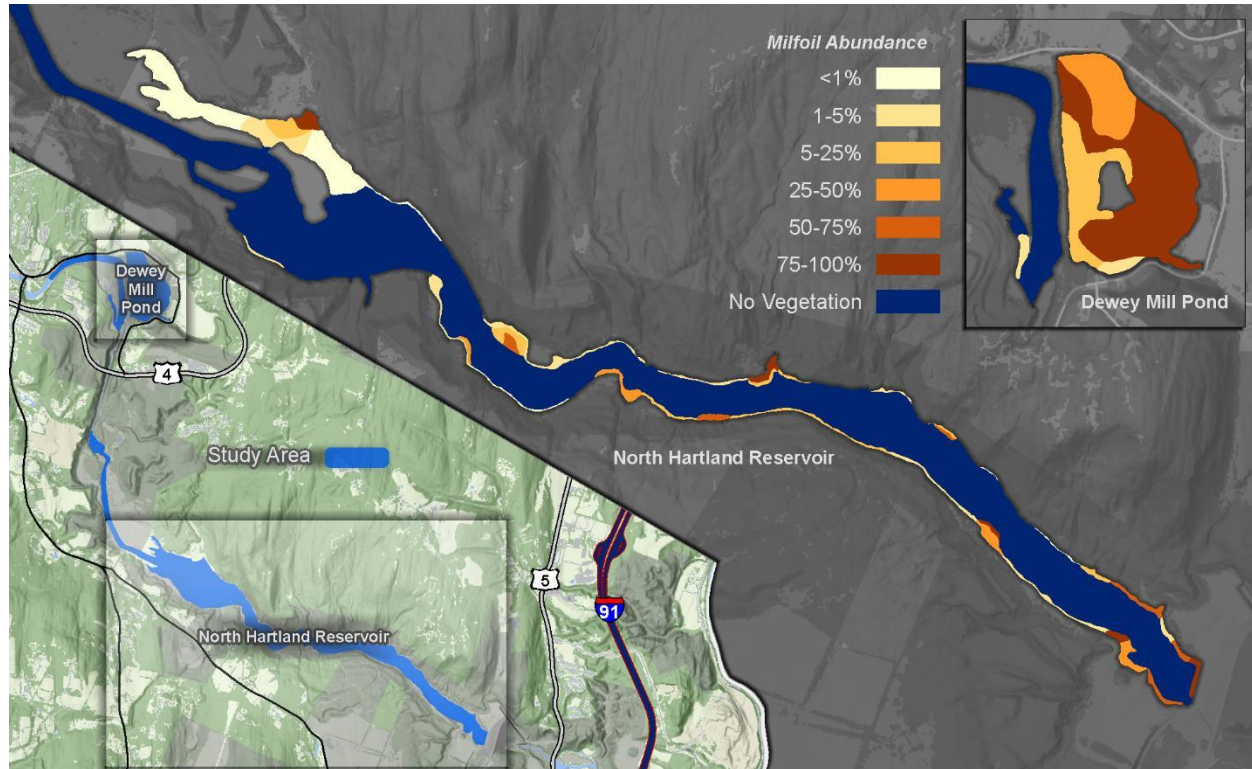 Milfoil Abundance
<1%
1-5%
5-25%
25-50%
50-75%
75-100%
No Vegetation
Dewey Mill Pond
North Hartland Reservoir
Dewey
Mill
Pond
4
Study Area
North Hartland Reservoir
5
91